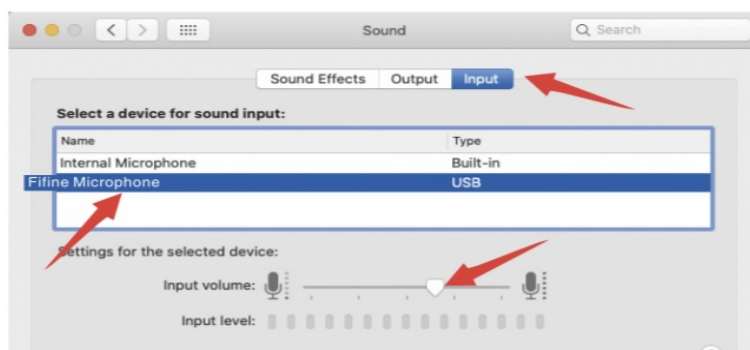 Sound
Search
Sound Effects Output Input
Select a device for sound input:
Name Type
Internal Microphone Built-in
Fifine Microphone USB
Settings for the selected device:
Input volume:
Input level: